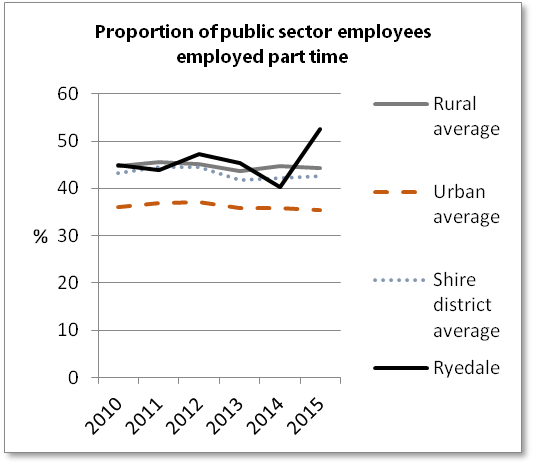 Proportion of public sector employees
employed part time
60
50
40
30
20
10
0
%
2010
2011
2012
2013
2014
2015
Rural
average
Urban
average
Shire
district
average
Ryedale